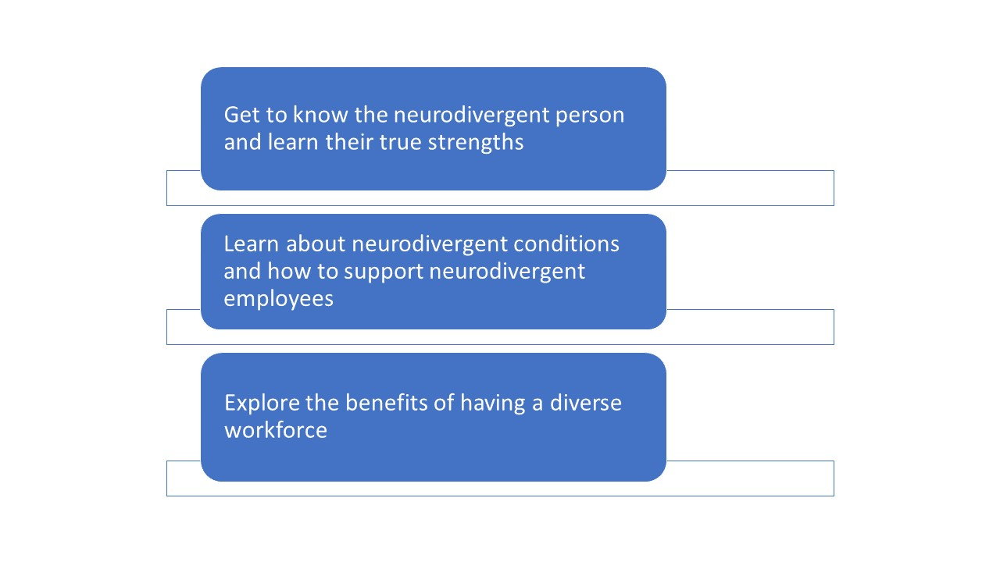 Get to know the neurodivergent person
and learn their true strengths
Learn about neurodivergent conditions
and how to support neurodivergent
employees
Explore the benefits of having a diverse
workforce